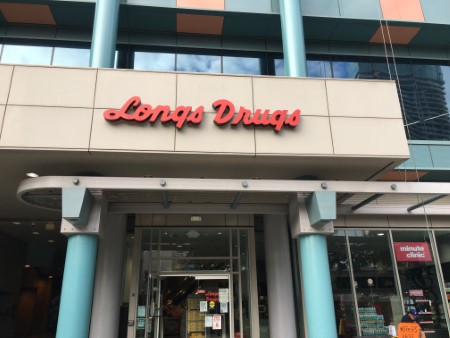 Longs Drugs
minute
clinic